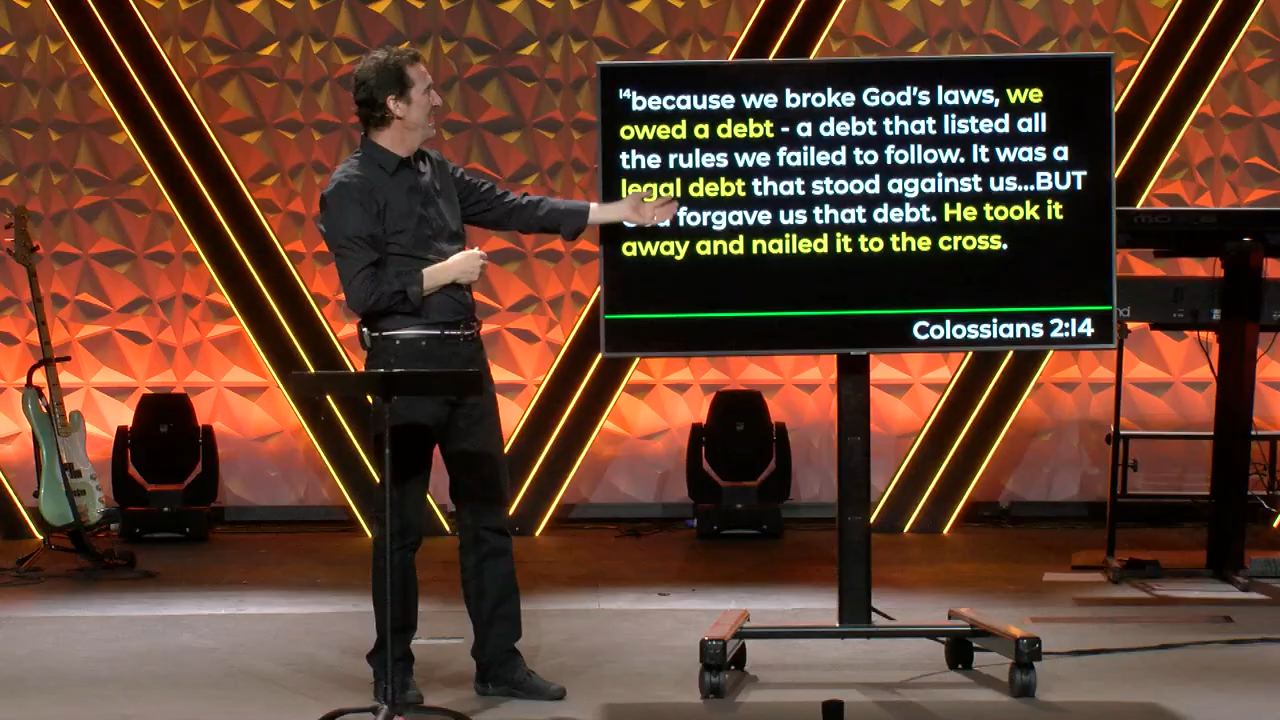 ¹⁴because we broke God's laws, we
owed a debt - a debt that listed all
the rules we failed to follow. It was a
legal debt that stood against us...BUT
forgave us that debt. He took it
away and nailed it to the cross.
Colossians 2:14